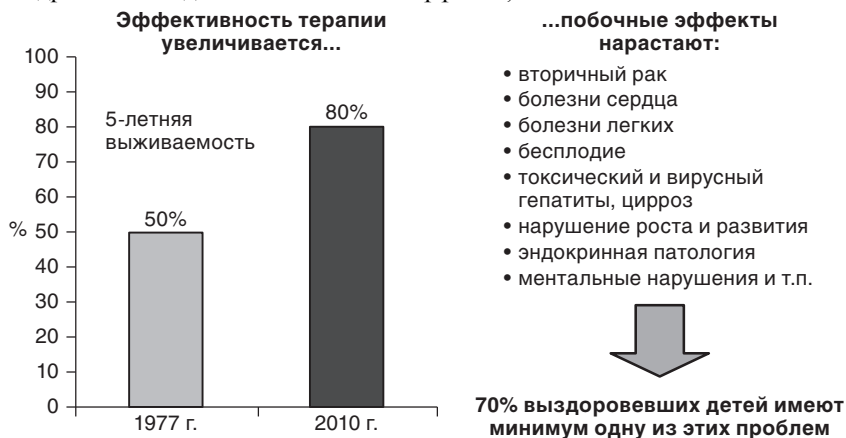 Эффективность терапии
увеличивается...
100
90
80
70
60
% 50
40
30
20
10
0
5-летняя
выживаемость
50%
80%
1977 г.
2010 г.
...побочные эффекты
нарастают:
• вторичный рак
• болезни сердца
• болезни легких
• бесплодие
• токсический и вирусный
гепатиты, цирроз
• нарушение роста и развития
• эндокринная патология
• ментальные нарушения и т.п.
70% выздоровевших детей имеют
минимум одну из этих проблем